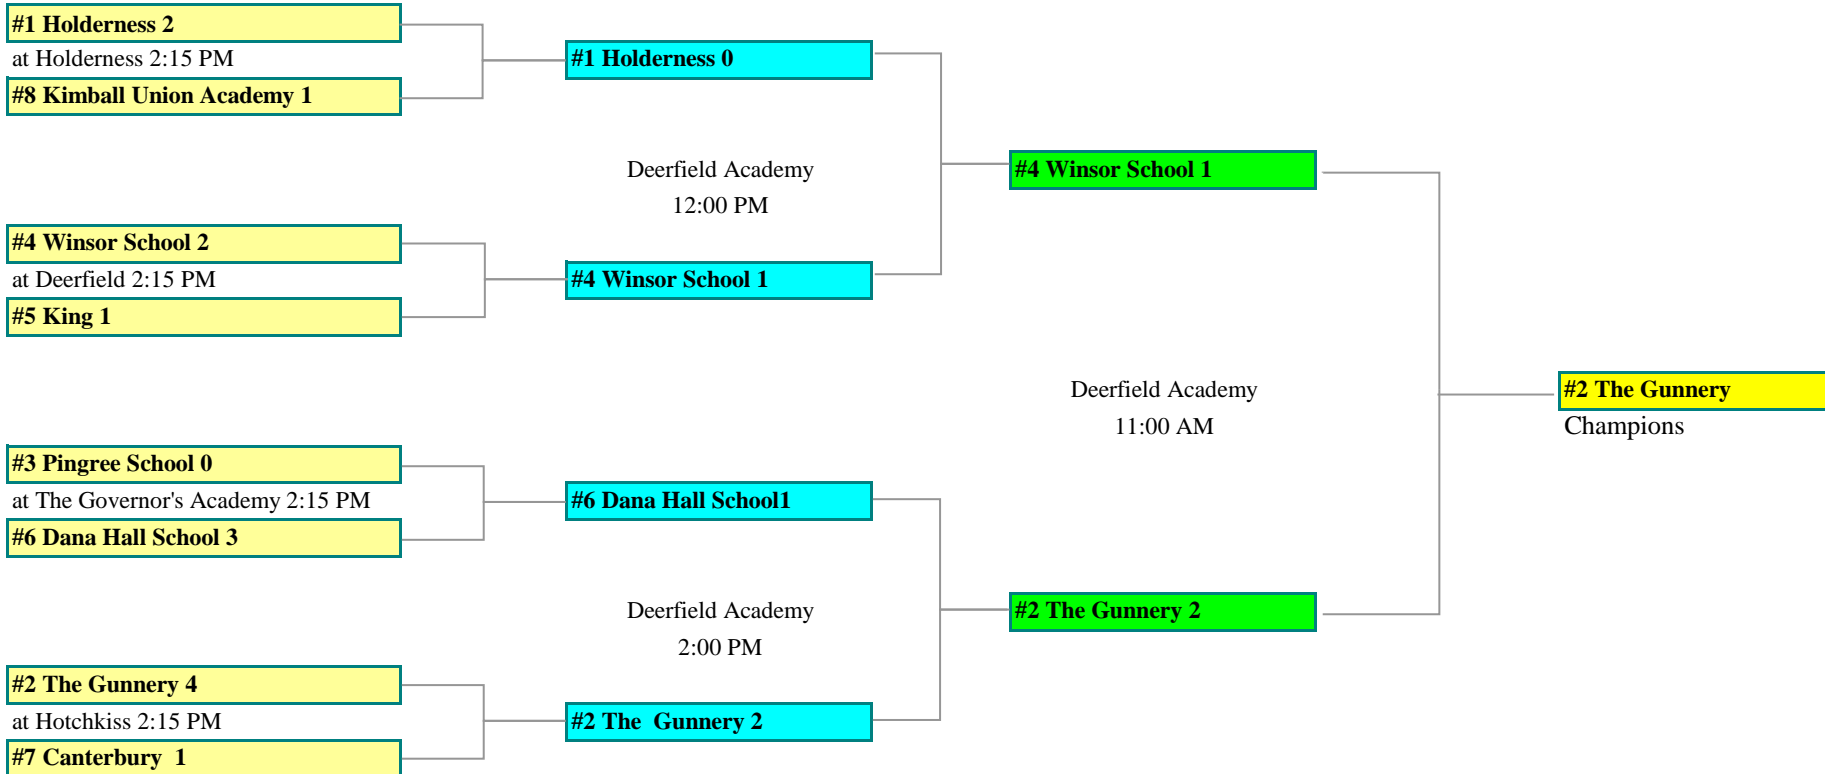 #1 Holderness 2
at Holderness 2:15 PM
#8 Kimball Union Academy 1
#4 Winsor School 2
at Deerfield 2:15 PM
#5 King 1
#3 Pingree School 0
at The Governor's Academy 2:15 PM
#6 Dana Hall School 3
#2 The Gunnery 4
at Hotchkiss 2:15 PM
#7 Canterbury  1
#1 Holderness 0
Deerfield Academy
12:00 PM
#4 Winsor School 1
#6 Dana Hall School1
Deerfield Academy
2:00 PM
#2 The  Gunnery 2
#4 Winsor School 1
Deerfield Academy
11:00 AM
#2 The Gunnery 2
#2 The Gunnery
Champions